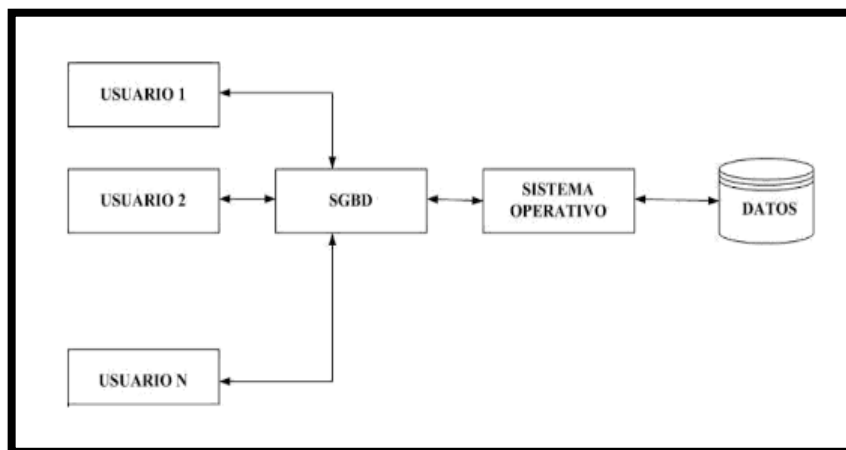 USUARIO 1
USUARIO 2
SGBD
SISTEMA
OPERATIVO
DATOS
USUARIO N